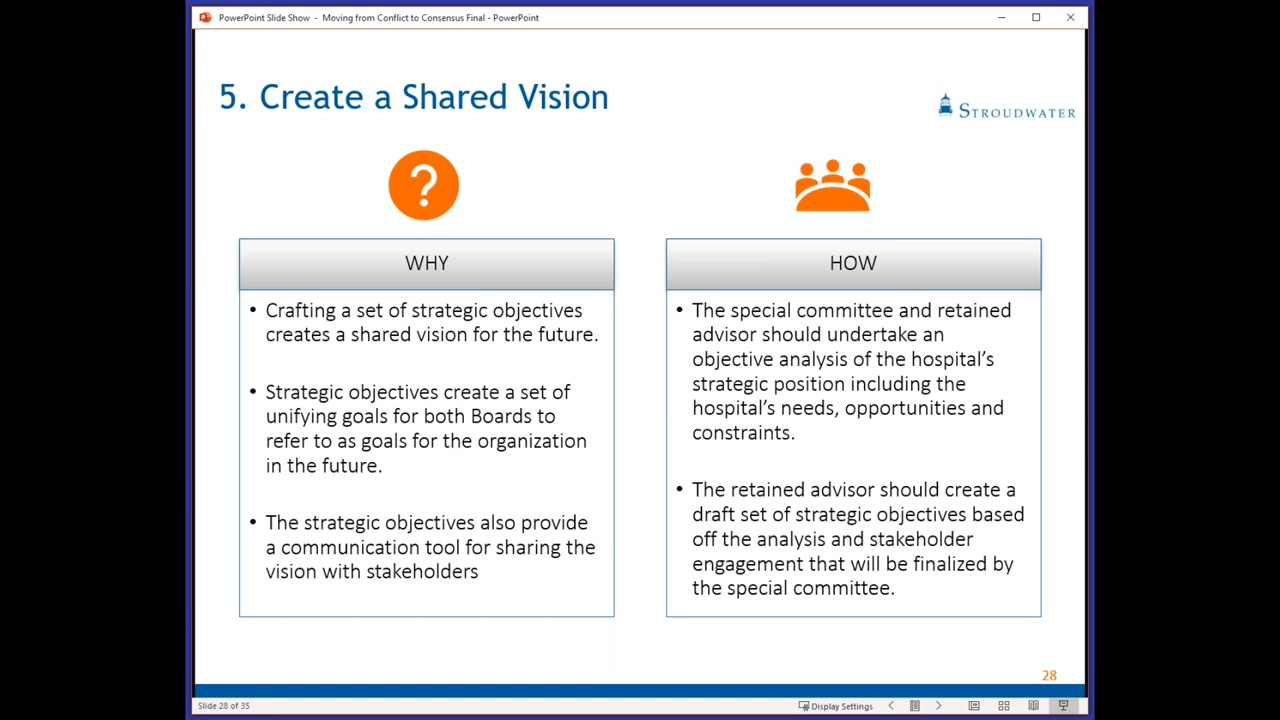 PowerPoint Slide Show - Moving from Conflict to Consensus Final - PowerPoint
5. Create a Shared Vision
STROUDWATER
?
WHY
• Crafting a set of strategic objectives
creates a shared vision for the future.
• Strategic objectives create a set of
unifying goals for both Boards to
refer to as goals for the organization
in the future.
• The strategic objectives also provide
a communication tool for sharing the
vision with stakeholders
HOW
• The special committee and retained
advisor should undertake an
objective analysis of the hospital's
strategic position including the
hospital's needs, opportunities and
constraints.
• The retained advisor should create a
draft set of strategic objectives based
off the analysis and stakeholder
engagement that will be finalized by
the special committee.
28
Slide 28 of 35
Display Settings